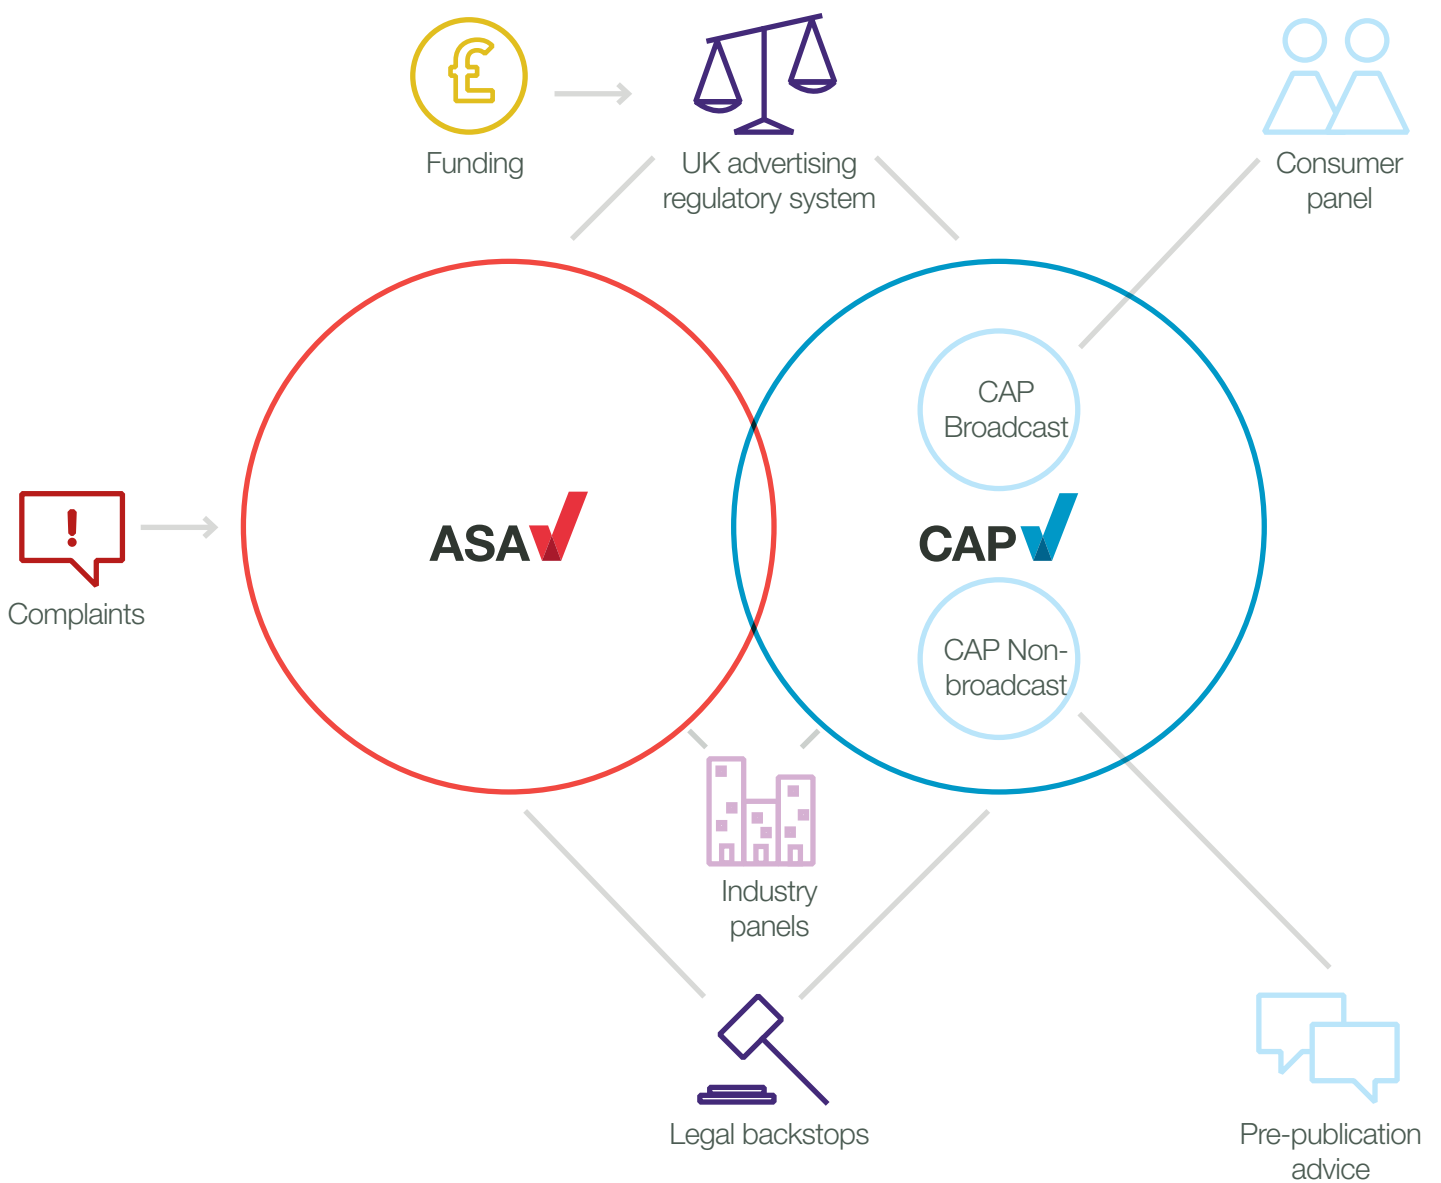 Funding
UK advertising
regulatory system
Consumer
panel
CAP
Broadcast
ASA
CAP
Complaints
CAP Non-
broadcast
Industry
panels
Legal backstops
Pre-publication
advice